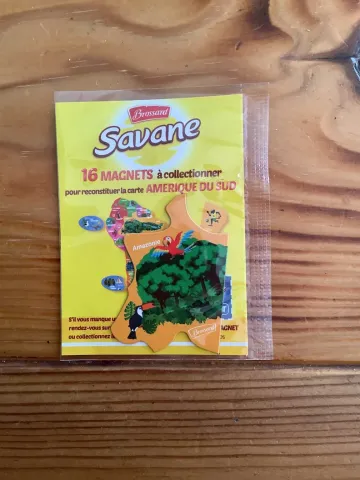 Brossard
Savane
16 MAGNETS à collectionner
pour reconstituer la carte AMERIQUE DU SUD
AMAZONIE
S'il vous manque u
rendez-vous sur
MAGNET
ou collectionnez
Brossard